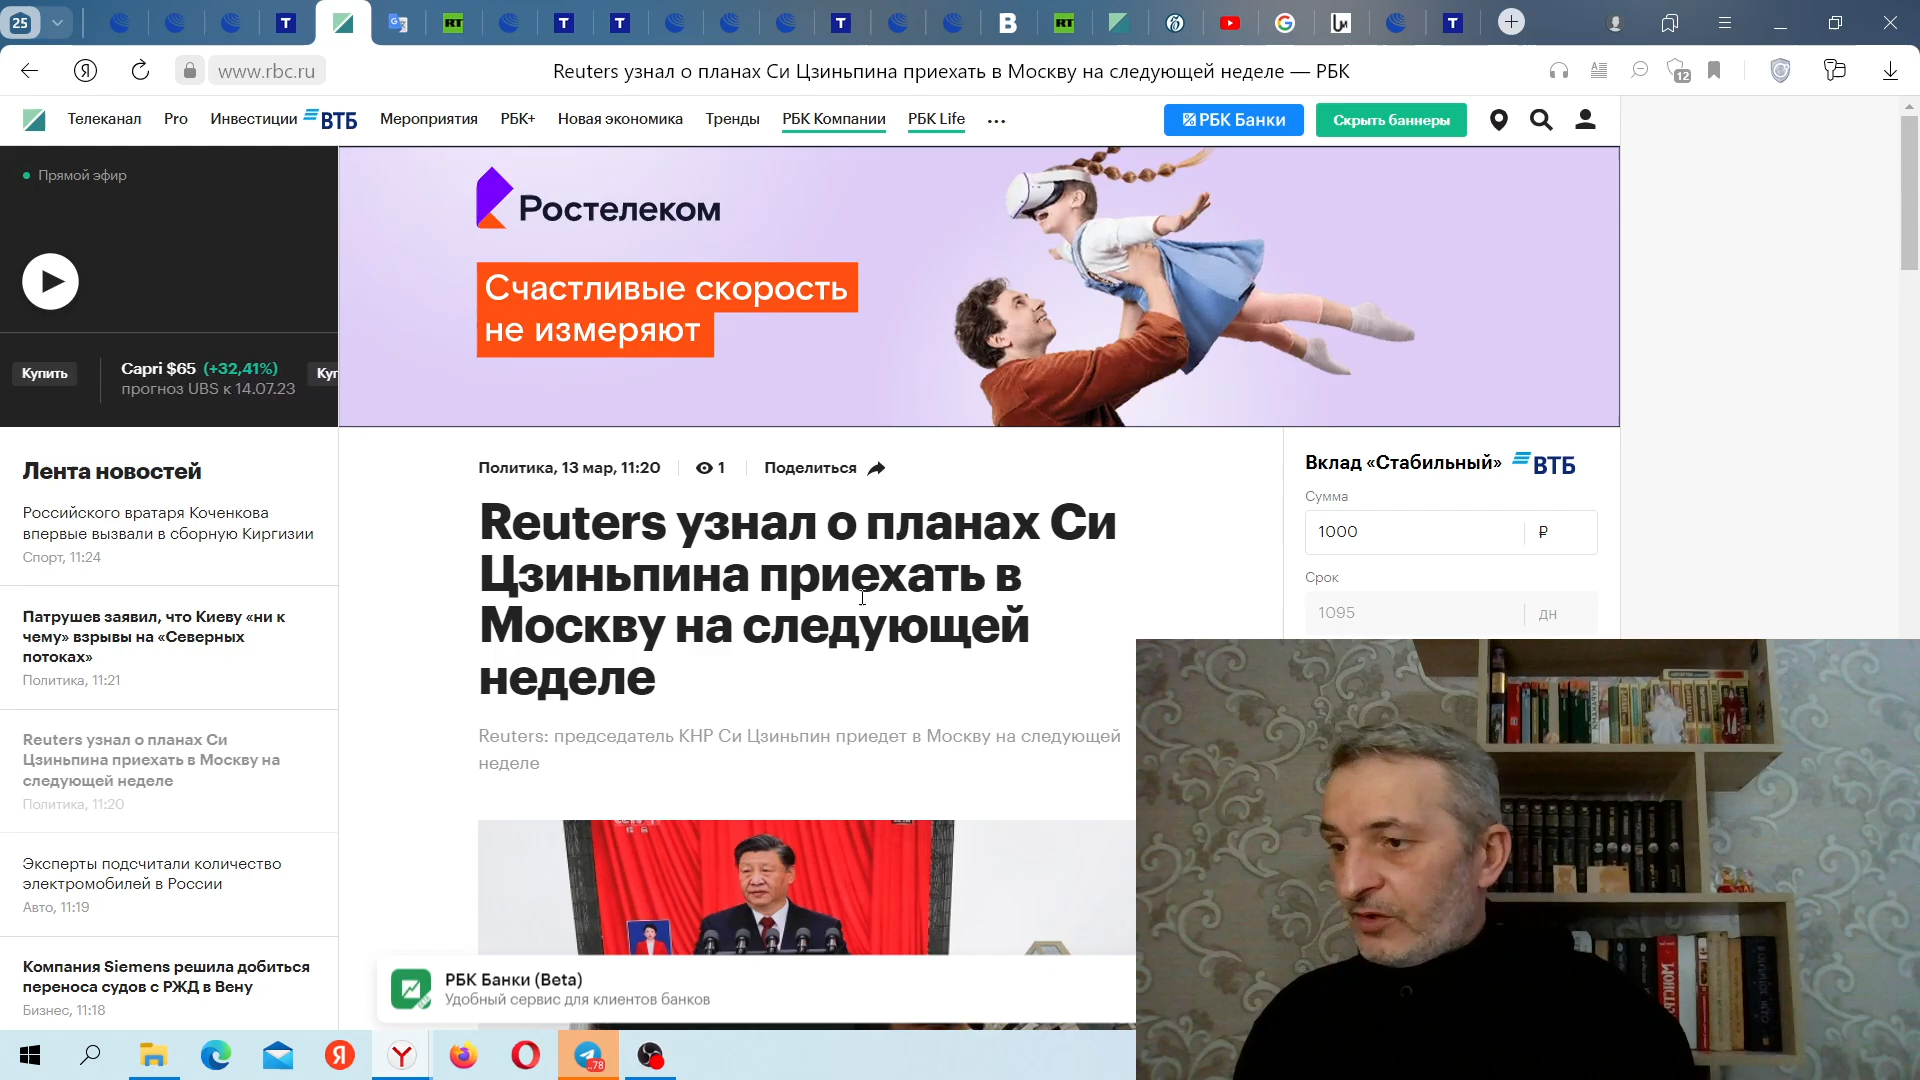 25
www.rbc.ru
Reuters узнал о планах Си Цзиньпина приехать в Москву на следующей неделе — РБК
12
Телеканал
Pro
Инвестиции
ВТБ
Мероприятия
РБК+
Новая экономика
Тренды
РБК Компании
РБК Life
...
РБК Банки
Скрыть баннеры
Прямой эфир
Купить
Capri $65 (+32,41%)
прогноз UBS к 14.07.23
Ростелеком
Счастливые скорость
не измеряют
Лента новостей
Российского вратаря Коченкова
впервые вызвали в сборную Киргизии
Спорт, 11:24
Патрушев заявил, что Киеву «ни к
чему» взрывы на «Северных
потоках»
Политика, 11:21
Reuters узнал о планах Си
Цзиньпина приехать в Москву на
следующей неделе
Политика, 11:20
Эксперты подсчитали количество
электромобилей в России
Авто, 11:19
Компания Siemens решила добиться
переноса судов с РЖД в Вену
Бизнес, 11:18
Политика, 13 мар, 11:20
1
Поделиться
Reuters узнал о планах Си
Цзиньпина приехать в
Москву на следующей
неделе
Reuters: председатель КНР Си Цзиньпин приедет в Москву на следующей
неделе
Вклад «Стабильный» ВТБ
Сумма
1000 ₽
Срок
1095 дн
РБК Банки (Beta)
Удобный сервис для клиентов банков